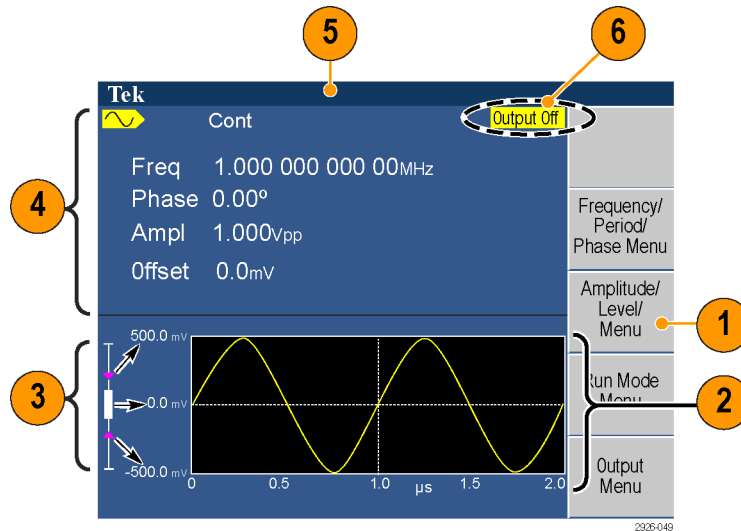 5
6
Tek
Cont
Output Off
Freq 1.000 000 000 00MHz
Phase 0.00º
Ampl 1.000Vpp
Offset 0.0mV
4
Frequency/
Period/
Phase Menu
Amplitude/
Level/
Menu
1
500.0 mV
0.0 mV
-500.0 mV
3
0 0.5 1.0 µs 1.5 2.0
Run Mode
Menu
2
Output
Menu
2926-049